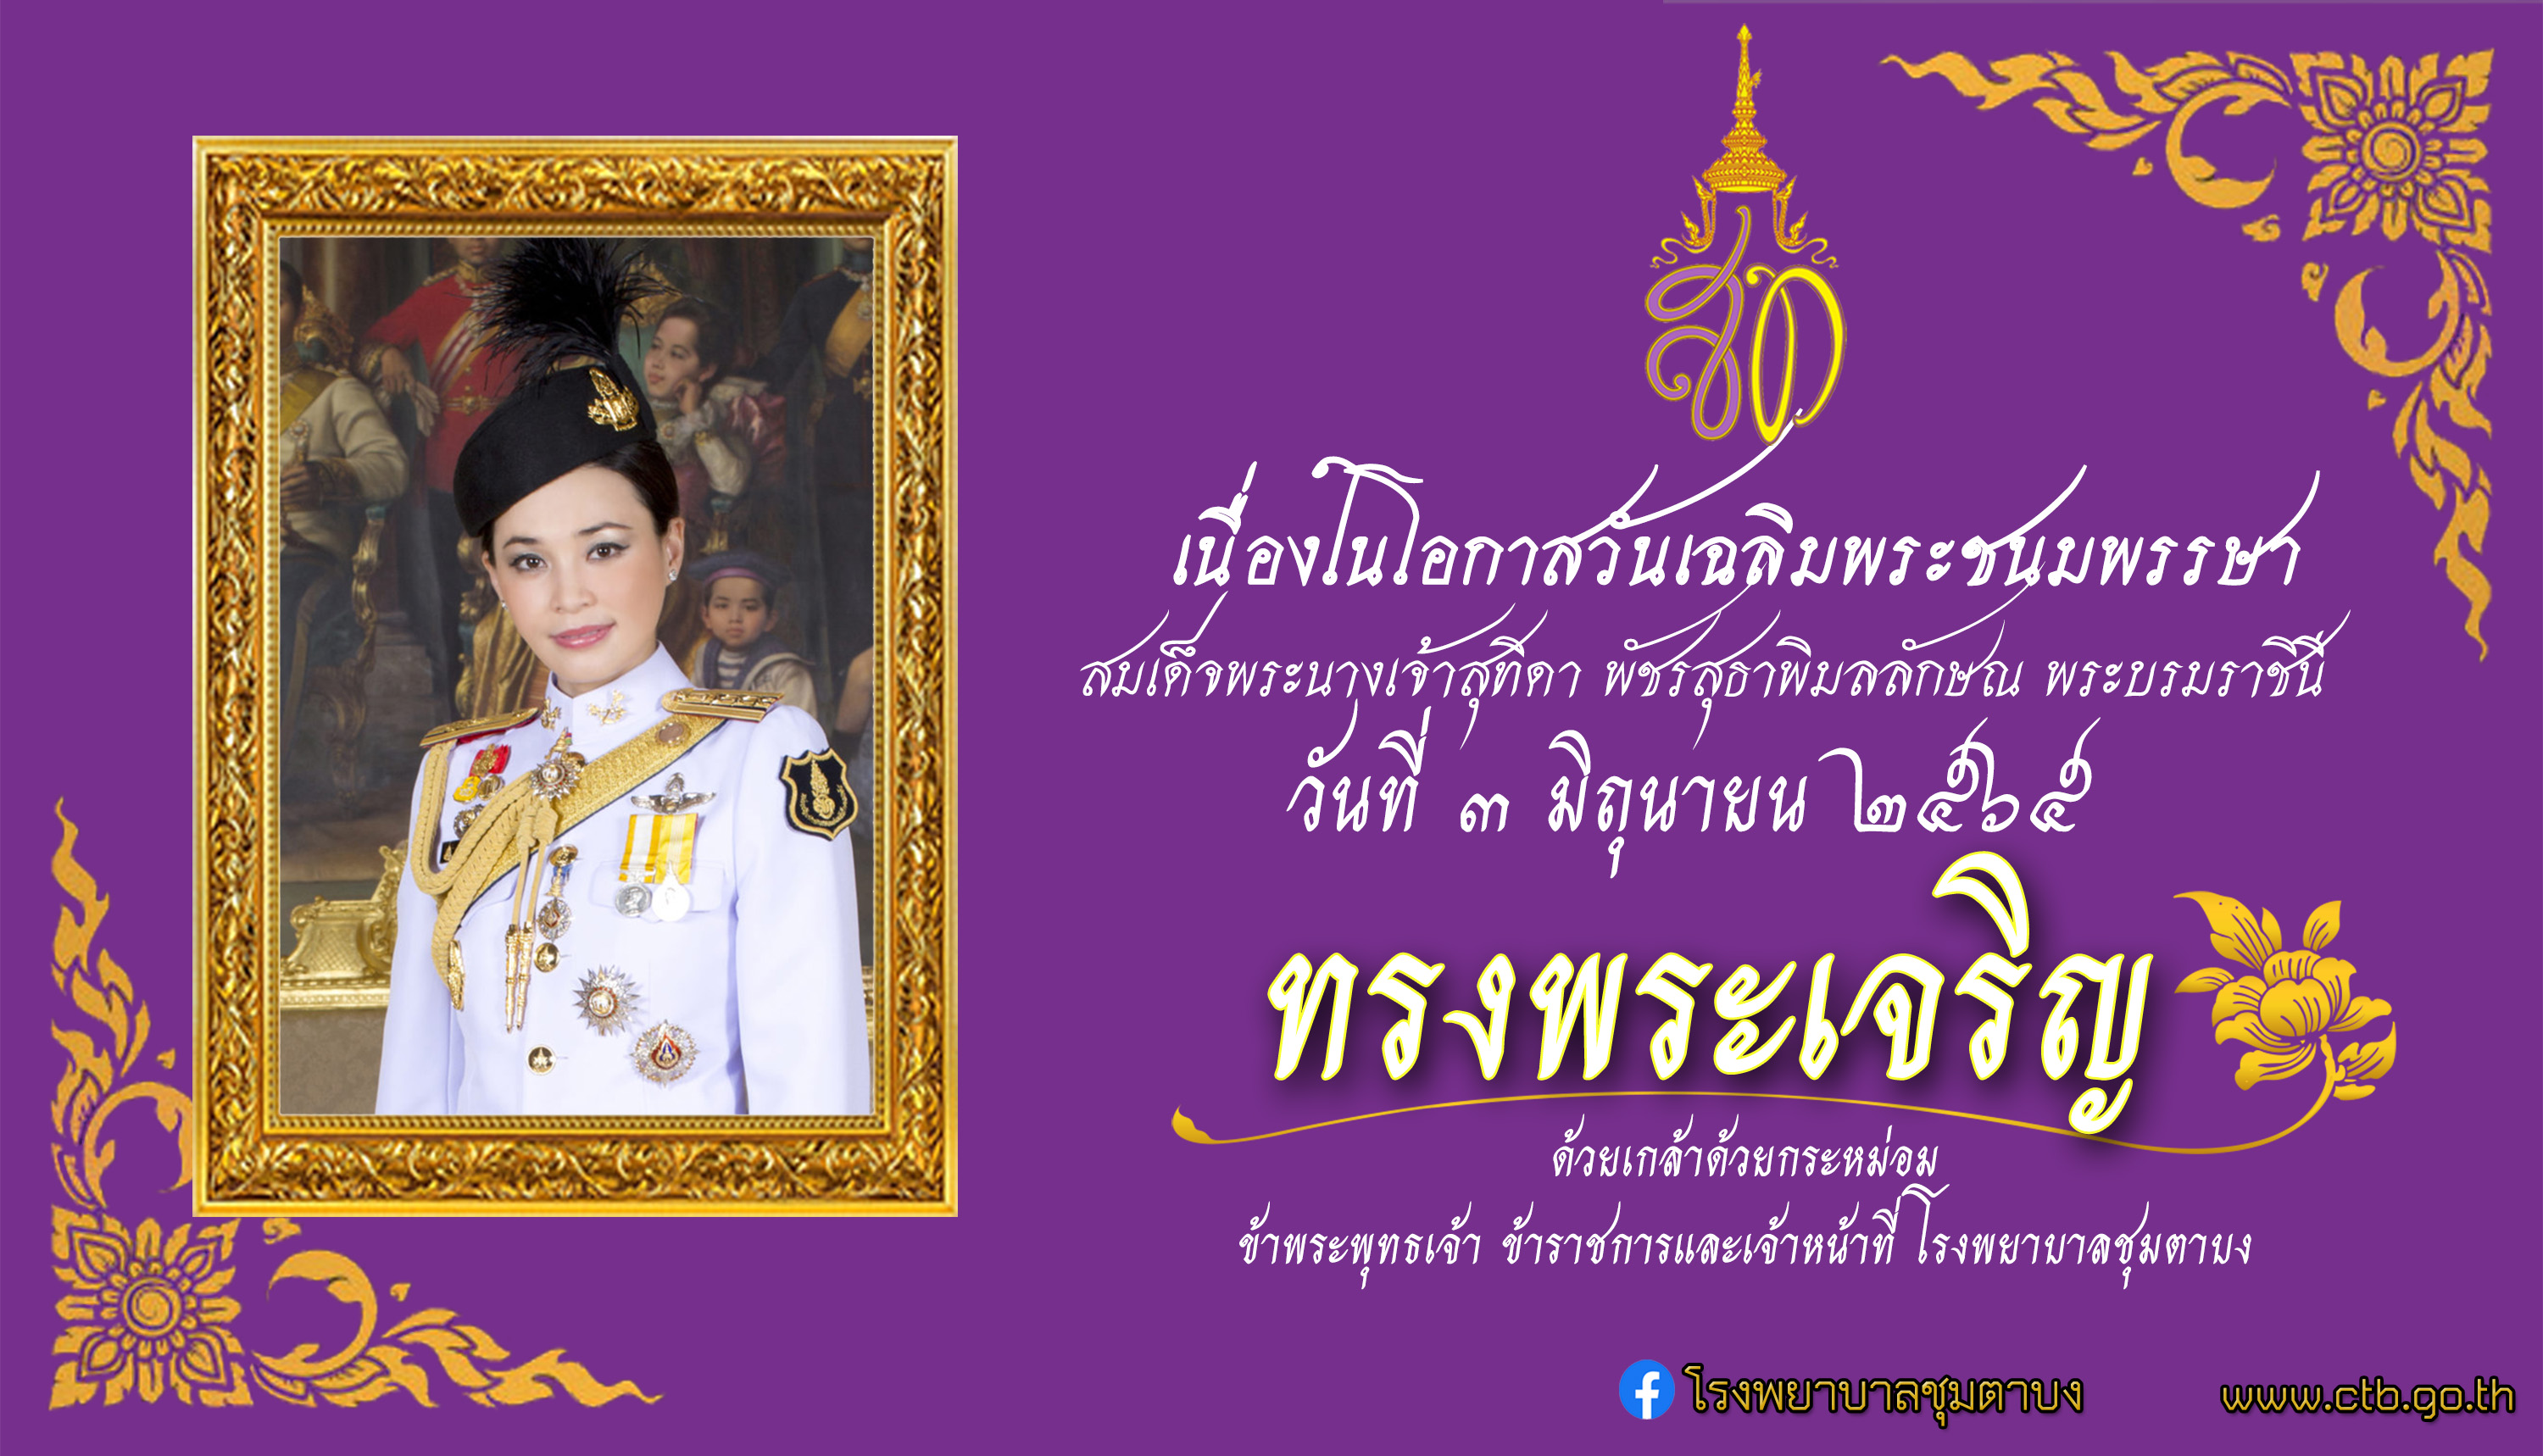 สท
เนื่องในโอกาสวันเฉลิมพระชนมพรรษา
สมเด็จพระนางเจ้าสุทิดา พัชรสุธาพิมลลักษณ พระบรมราชินี
วันที่ ๓ มิถุนายน ๒๕๖๕
ทรงพระเจริญ
ด้วยเกล้าด้วยกระหม่อม
ข้าพระพุทธเจ้า ข้าราชการและเจ้าหน้าที่ โรงพยาบาลชุมตาบง
โรงพยาบาลชุมตาบง www.ctb.go.th